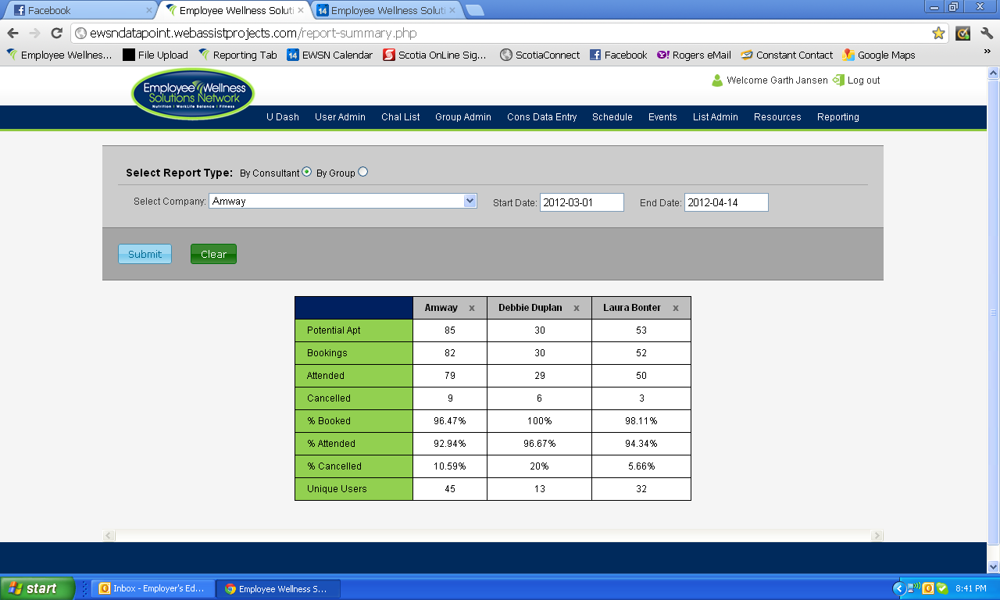 Facebook
Employee Wellness Soluti
14 Employee Wellness Soluti
ewsndatapoint.webassistprojects.com/report-summary.php
Employee Wellnes... File Upload Reporting Tab 14 EWSN Calendar Scotia OnLine Sig... ScotiaConnect Facebook Rogers eMail Constant Contact Google Maps »
Employee Wellness
Solutions Network
Nutrition | WorkLife Balance | Fitness
Welcome Garth Jansen Log out
U Dash User Admin Chal List Group Admin Cons Data Entry Schedule Events List Admin Resources Reporting
Select Report Type: By Consultant By Group
Select Company: Amway Start Date: 2012-03-01 End Date: 2012-04-14
Submit Clear
Amway x Debbie Duplan x Laura Bonter x
Potential Apt 85 30 53
Bookings 82 30 52
Attended 79 29 50
Cancelled 9 6 3
% Booked 96.47% 100% 98.11%
% Attended 92.94% 96.67% 94.34%
% Cancelled 10.59% 20% 5.66%
Unique Users 45 13 32
start Inbox - Employer's Ed... Employee Wellness S... 8:41 PM